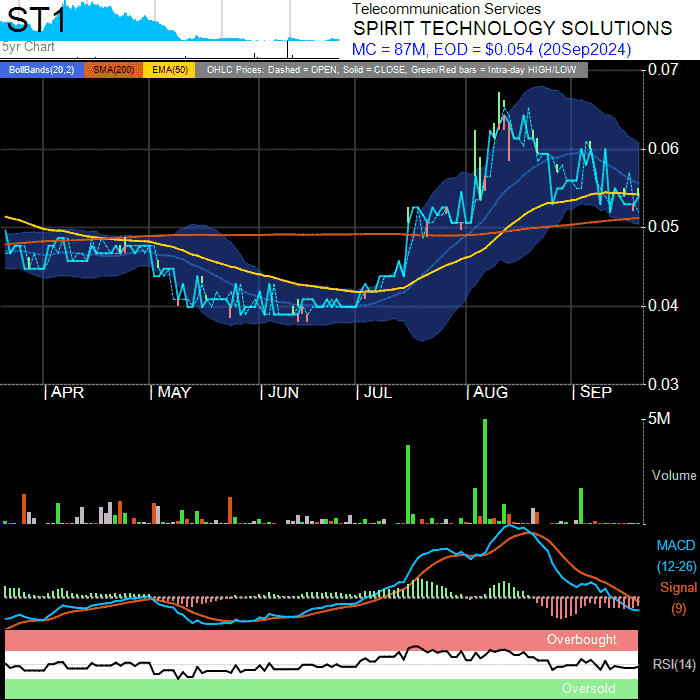 ST1
5yr Chart
Telecommunication Services
SPIRIT TECHNOLOGY SOLUTIONS
MC = 87M, EOD = $0.054 (20Sep2024)
BollBands(20,2) SMA(200) EMA(50) OHLC Prices: Dashed = OPEN, Solid = CLOSE, Green/Red bars = Intra-day HIGH/LOW
0.07
0.06
0.05
0.04
0.03
APR MAY JUN JUL AUG SEP
5M
Volume
MACD
(12-26)
Signal
(9)
Overbought
RSI(14)
Oversold